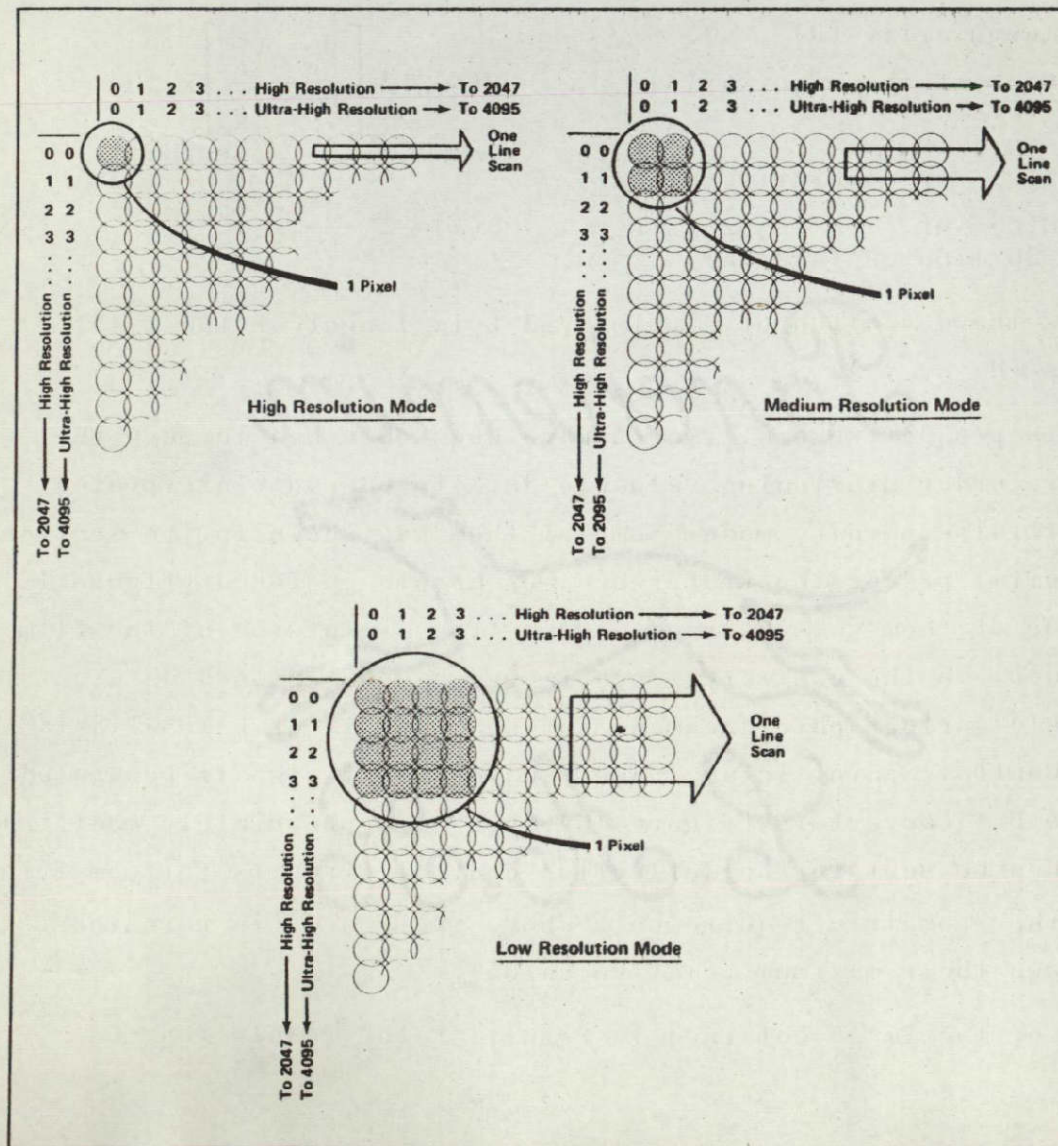 0 1 2 3 . . . High Resolution To 2047
0 1 2 3 . . . Ultra-High Resolution To 4095
One
Line
Scan
0 0
1 1
2 2
3 3
1 Pixel
To 2047 High Resolution . . .
To 4095 Ultra-High Resolution . . .
High Resolution Mode
0 1 2 3 . . . High Resolution To 2047
0 1 2 3 . . . Ultra-High Resolution To 4095
One
Line
Scan
0 0
1 1
2 2
3 3
1 Pixel
To 2047 High Resolution . . .
To 2095 Ultra-High Resolution . . .
Medium Resolution Mode
0 1 2 3 . . . High Resolution To 2047
0 1 2 3 . . . Ultra-High Resolution To 4095
0 0
1 1
2 2
3 3
One
Line
Scan
1 Pixel
To 2047 High Resolution . . .
To 4095 Ultra-High Resolution . . .
Low Resolution Mode